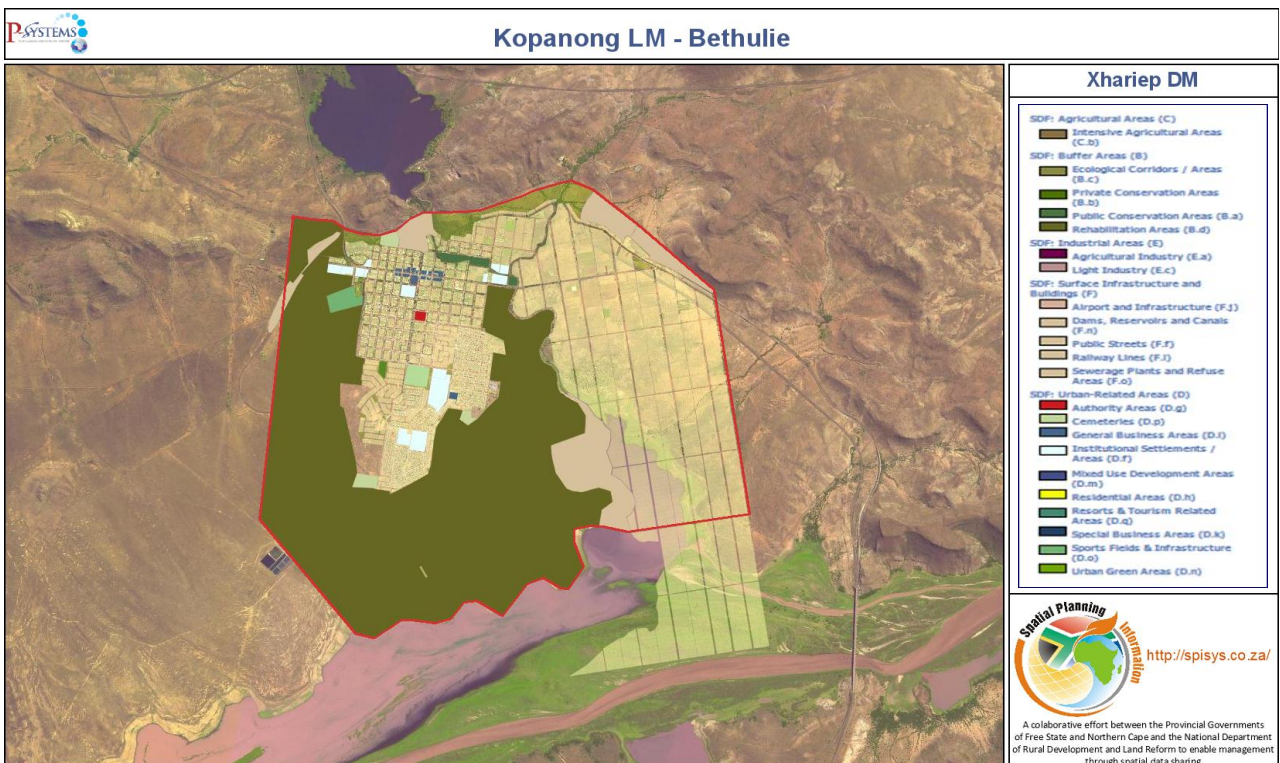 P-SYSTEMS
Kopanong LM - Bethulie
Xhariep DM
SDF: Agricultural Areas (C)
Intensive Agricultural Areas
(C.b)
SDF: Buffer Areas (B)
Ecological Corridors / Areas
(B.c)
Private Conservation Areas
(B.b)
Public Conservation Areas (B.a)
Rehabilitation Areas (B.d)
SDF: Industrial Areas (E)
Agricultural Industry (E.a)
Light Industry (E.c)
SDF: Surface Infrastructure and
Buildings (F)
Airport and Infrastructure (F.j)
Dams, Reservoirs and Canals
(F.n)
Public Streets (F.f)
Railway Lines (F.l)
Sewerage Plants and Refuse
Areas (F.o)
SDF: Urban-Related Areas (D)
Authority Areas (D.g)
Cemeteries (D.p)
General Business Areas (D.l)
Institutional Settlements /
Areas (D.f)
Mixed Use Development Areas
(D.m)
Residential Areas (D.h)
Resorts & Tourism Related
Areas (D.q)
Special Business Areas (D.k)
Sports Fields & Infrastructure
(D.o)
Urban Green Areas (D.n)
Spatial Planning
Information
http://spisys.co.za/
A colaborative effort between the Provincial Governments
of Free State and Northern Cape and the National Department
of Rural Development and Land Reform to enable management
through spatial data sharing